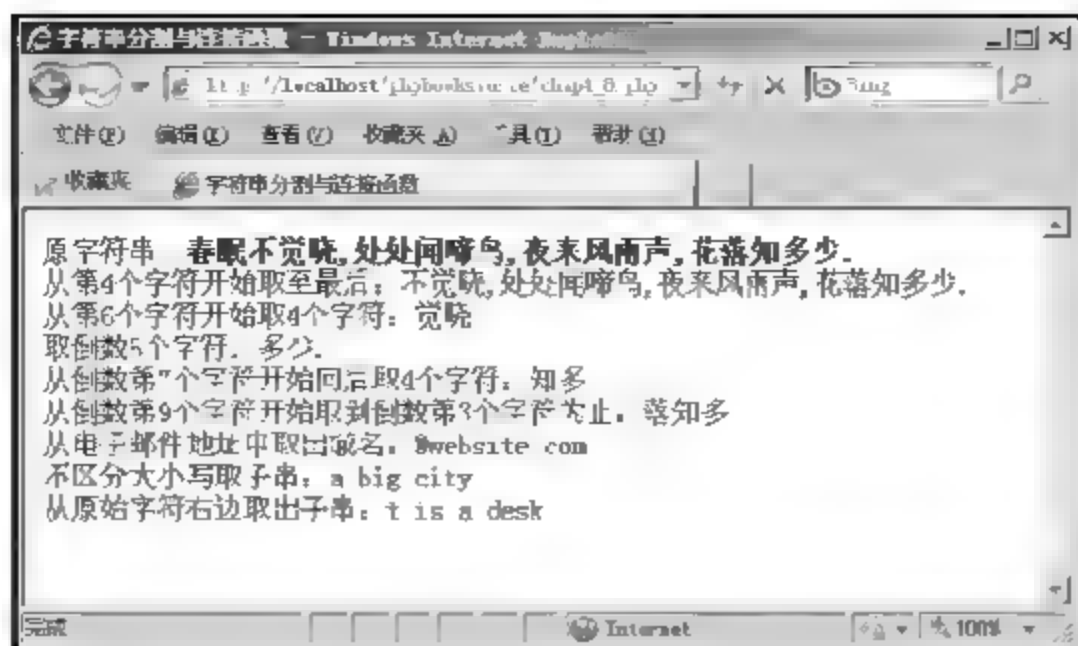 字符串分割与连接函数 - Windows Internet
//localhost/phpbooksource/chap4_8.php
Bing
文件(F) 编辑(E) 查看(V) 收藏夹(A) 工具(T) 帮助(H)
收藏夹 字符串分割与连接函数
原字符串 春眠不觉晓,处处闻啼鸟,夜来风雨声,花落知多少.
从第4个字符开始取至最后: 不觉晓,处处闻啼鸟,夜来风雨声,花落知多少.
从第6个字符开始取4个字符: 觉晓
取倒数5个字符. 多少.
从倒数第7个字符开始向后取4个字符: 知多
从倒数第9个字符开始取到倒数第3个字符为止. 落知多
从电子邮件地址中取出域名. @website com
不区分大小写取子串: a big city
从原始字符右边取出子串: t is a desk
完成 Internet 100%